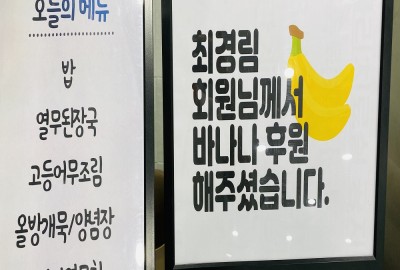 오늘의 메뉴
밥
열무된장국
고등어무조림
올방개묵/양념장
최경림
회원님께서
바나나 후원
해주셨습니다.